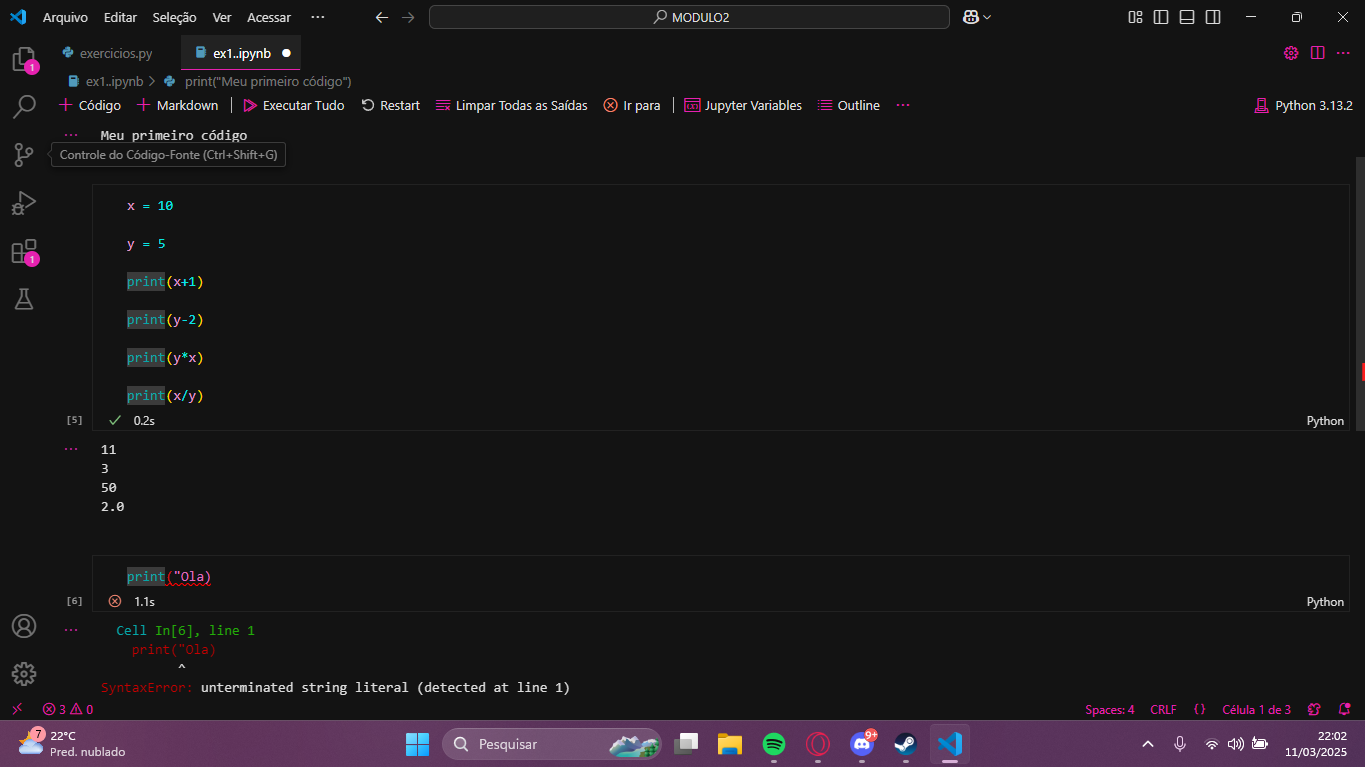 Arquivo Editar Seleção Ver Acessar ··· MODULO2
exercicios.py ex1..ipynb
ex1..ipynb > print("Meu primeiro código")
Código Markdown Executar Tudo Restart Limpar Todas as Saídas Ir para Jupyter Variables Outline ··· Python 3.13.2
Meu primeiro código
Controle do Código-Fonte (Ctrl+Shift+G)
1
x = 10
y = 5
print(x+1)
1
print(y-2)
print(y*x)
print(x/y)
[5] 0.2s Python
11
3
50
2.0
print("Ola)
[6] 1.1s Python
Cell In[6], line 1
print("Ola)
^
SyntaxError: unterminated string literal (detected at line 1)
3 0 Spaces: 4 CRLF {} Célula 1 de 3
7 22°C
Pred. nublado
Pesquisar
9+
22:02
11/03/2025